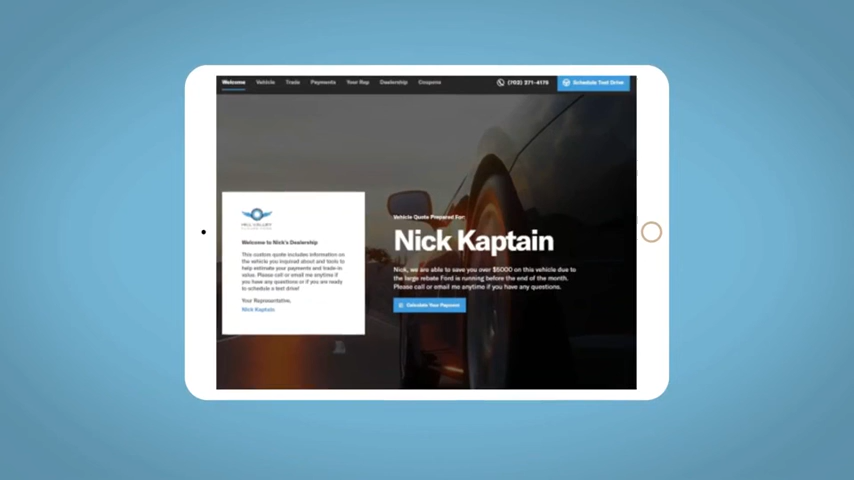 Welcome Vehicle Trade Payments Your Rep Dealership Coupons (702) 271-4175 Schedule Test Drive
Vehicle Quote Prepared For:
Nick Kaptain
Nick, we are able to save you over $6000 on this vehicle due to
the large rebate Ford is running before the end of the month.
Please call or email me anytime if you have any questions.
Calculate Your Payment
HILL VALLEY
Welcome to Nick's Dealership
This custom quote includes information on
the vehicle you inquired about and tools to
help estimate your payments and trade-in
value. Please call or email me anytime if
you have any questions or if you are ready
to schedule a test drive!
Your Representative,
Nick Kaptain